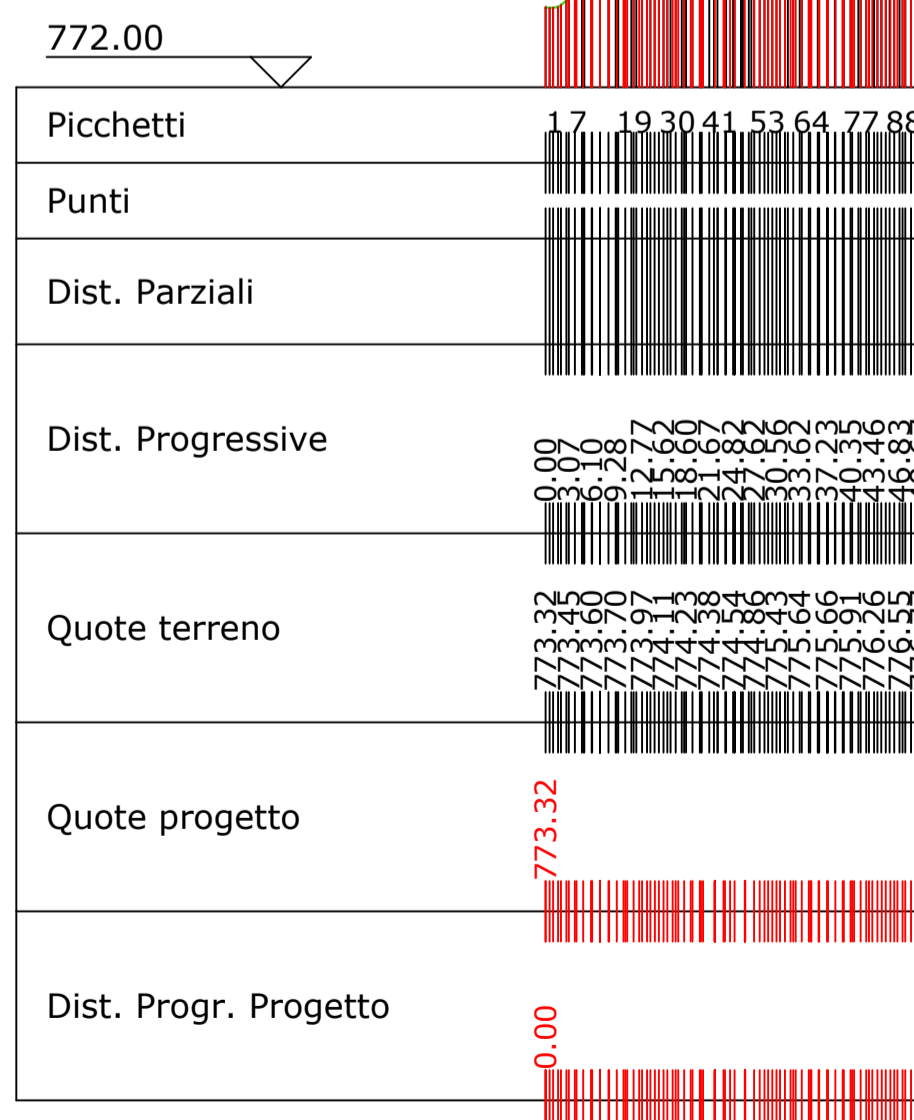 772.00
Picchetti 1 7 19 30 41 53 64 77 88
Punti
Dist. Parziali
Dist. Progressive 0.00 3.07 6.10 9.28 12.77 15.62 18.60 21.67 24.82 27.62 30.56 33.62 37.23 40.35 43.46 46.83
Quote terreno 773.32 773.45 773.60 773.70 773.97 774.11 774.23 774.38 774.54 774.86 775.43 775.64 775.66 775.91 776.26 776.55
Quote progetto 773.32
Dist. Progr. Progetto 0.00